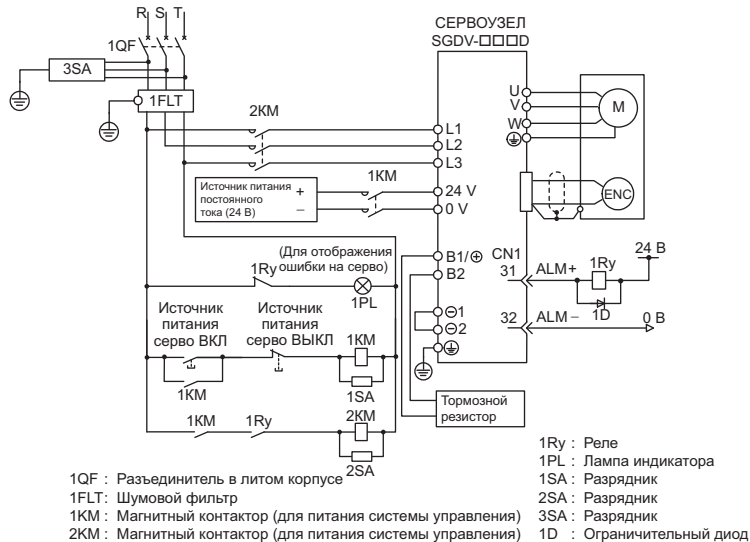 R S T
1QF
3SA
1FLT
2KM
СЕРВОУЗЕЛ
SGDV-□□□D
U
V
W
M
L1
L2
L3
1KM
Источник питания
постоянного
тока (24 В)
+
–
24 V
0 V
ENC
(Для отображения
ошибки на серво)
1Ry
1PL
B1/⊕
B2
CN1
31
ALM+
1Ry
24 В
1D
32
ALM –
0 В
⊖1
⊖2
Источник
питания
серво ВКЛ
Источник
питания
серво ВЫКЛ
1KM
1KM
1SA
Тормозной
резистор
1KM
1Ry
2KM
2SA
1QF : Разъединитель в литом корпусе
1FLT: Шумовой фильтр
1KM : Магнитный контактор (для питания системы управления)
2KM : Магнитный контактор (для питания системы управления)
1Ry : Реле
1PL : Лампа индикатора
1SA : Разрядник
2SA : Разрядник
3SA : Разрядник
1D : Ограничительный диод